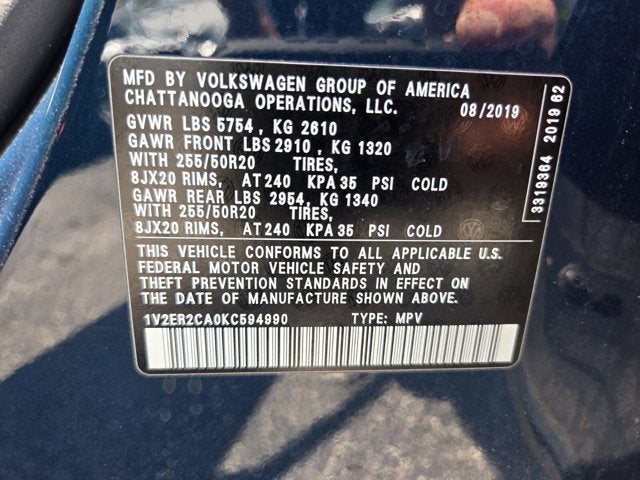 MFD BY VOLKSWAGEN GROUP OF AMERICA
CHATTANOOGA OPERATIONS, LLC. 08/2019
GVWR LBS 5754 , KG 2610
GAWR FRONT LBS 2910 , KG 1320
WITH 255/50R20 TIRES,
8JX20 RIMS, AT 240 KPA 35 PSI COLD
GAWR REAR LBS 2954, KG 1340
WITH 255/50R20 TIRES,
8JX20 RIMS, AT 240 KPA 35 PSI COLD
THIS VEHICLE CONFORMS TO ALL APPLICABLE U.S.
FEDERAL MOTOR VEHICLE SAFETY AND
THEFT PREVENTION STANDARDS IN EFFECT ON
THE DATE OF MANUFACTURE SHOWN ABOVE.
1V2ER2CA0KC594990 TYPE: MPV
3319364 2019 62